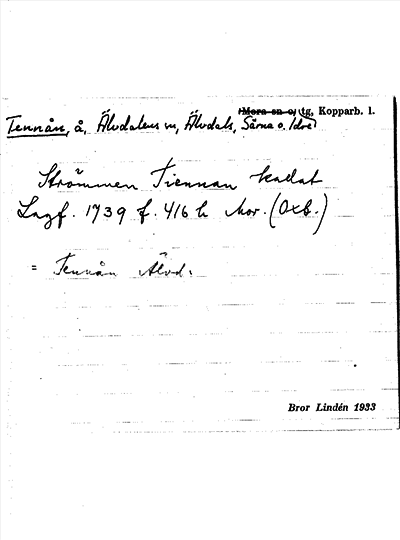 Mora sn o. tg, Kopparb. l.
Tennån, å, Älvdalens sn, Älvdals, Särna o. Idre
Strömmen Tiennan kallat
Lagf. 1739 f. 416 h Mor. (Oxb.)
= Tennån Älvd.
Bror Lindén 1933